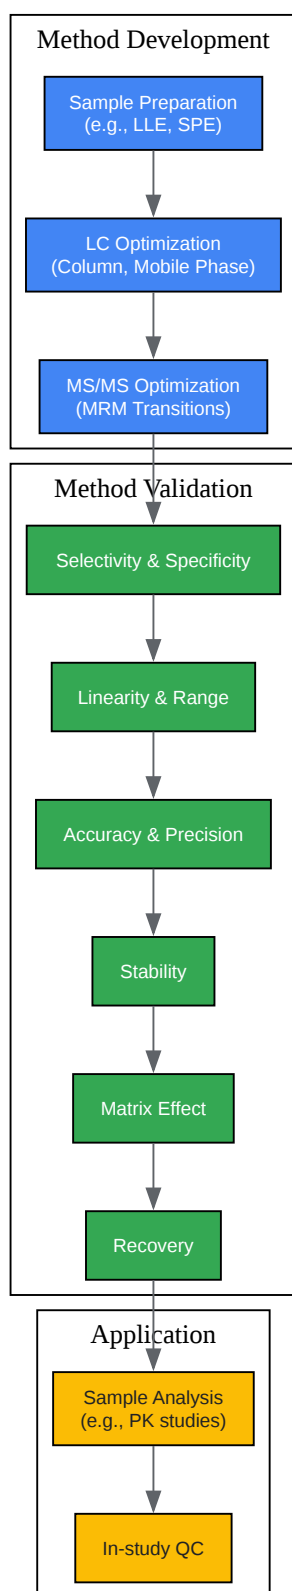 Method Development
Sample Preparation
(e.g., LLE, SPE)
LC Optimization
(Column, Mobile Phase)
MS/MS Optimization
(MRM Transitions)
Method Validation
Selectivity & Specificity
Linearity & Range
Accuracy & Precision
Stability
Matrix Effect
Recovery
Application
Sample Analysis
(e.g., PK studies)
In-study QC